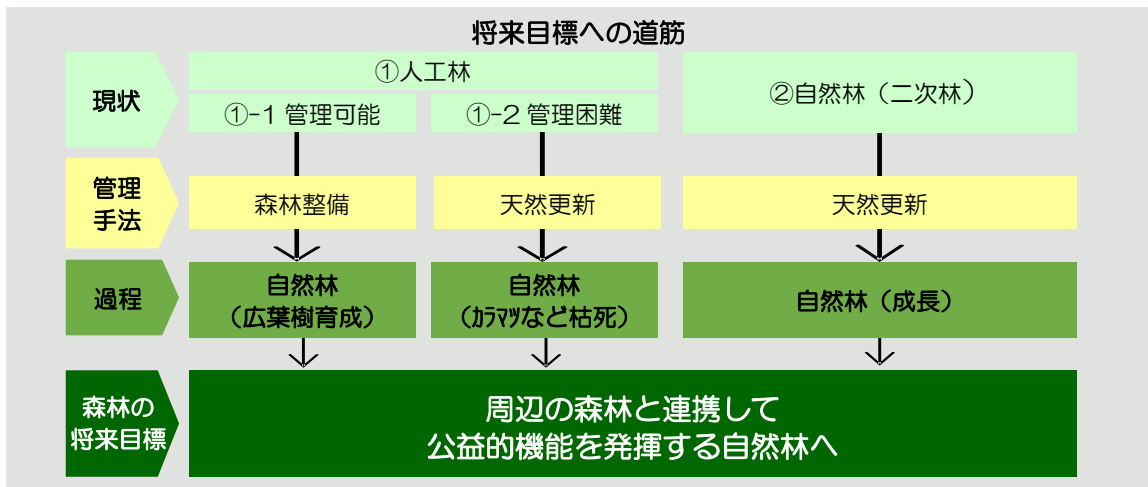 将来目標への道筋
現状
①人工林
①-1 管理可能
①-2 管理困難
②自然林（二次林）
管理
手法
森林整備
天然更新
天然更新
過程
自然林
（広葉樹育成）
自然林
（ｶﾗﾏﾂなど枯死）
自然林（成長）
森林の
将来目標
周辺の森林と連携して
公益的機能を発揮する自然林へ